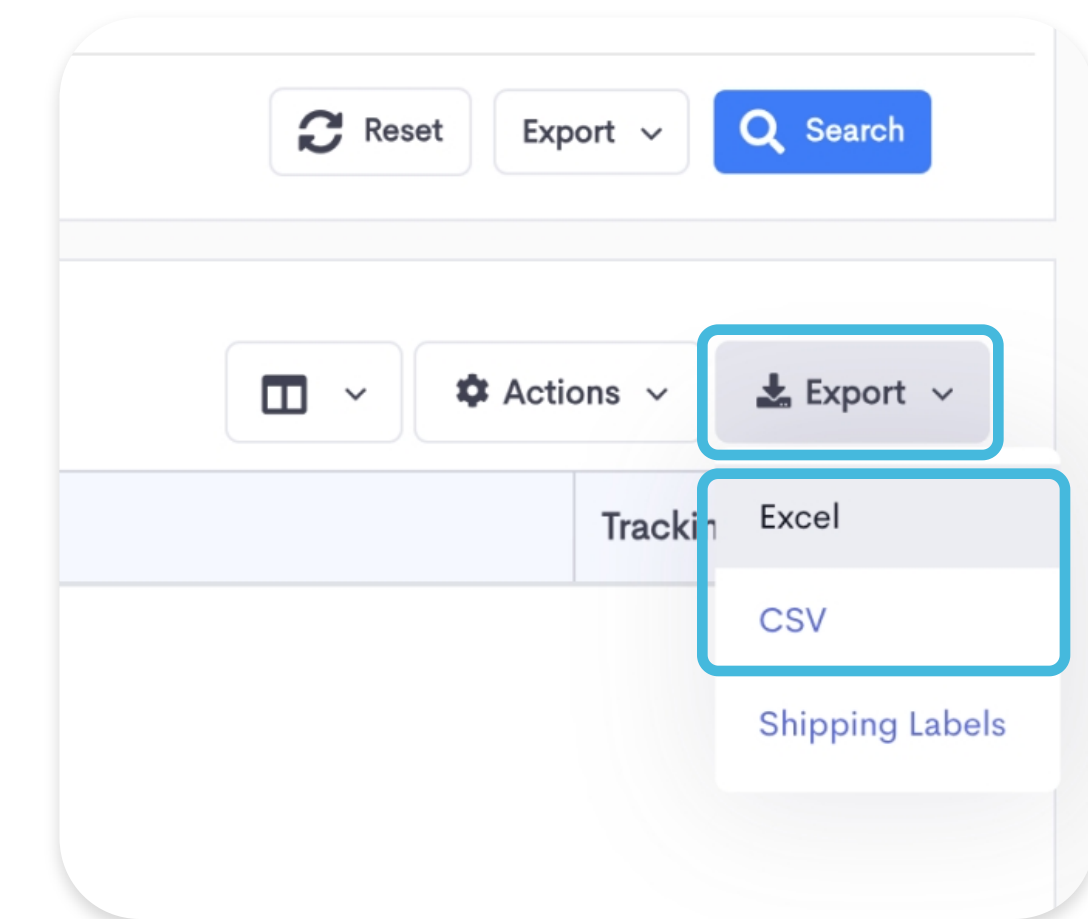 Reset Export Search
Actions Export
Excel
CSV
Shipping Labels